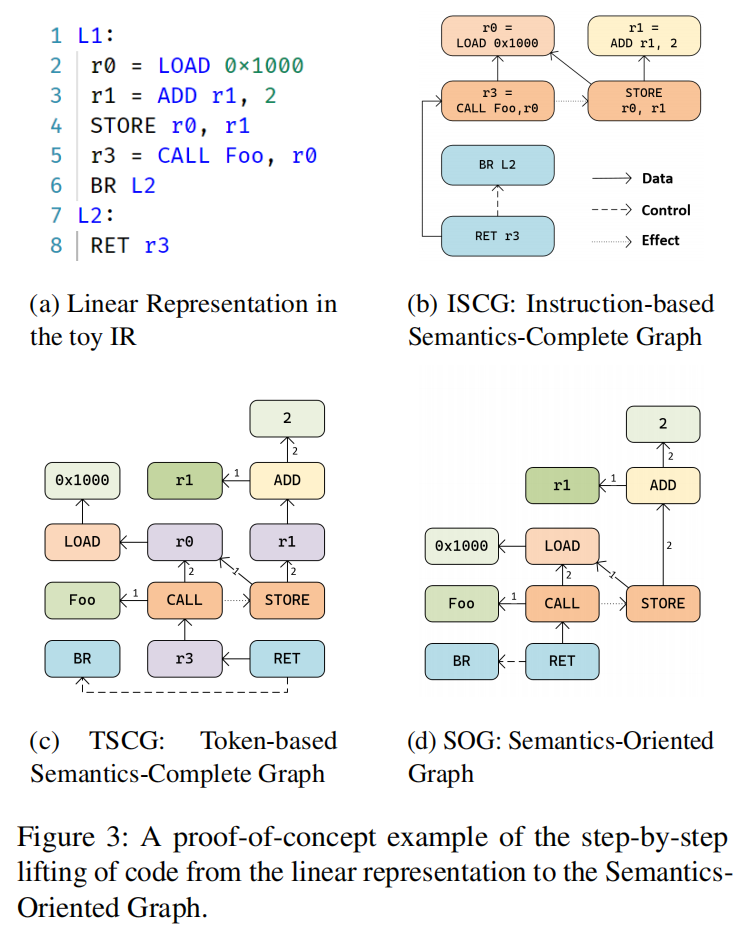 1 L1:
2 r0 = LOAD 0×1000
3 r1 = ADD r1, 2
4 STORE r0, r1
5 r3 = CALL Foo, r0
6 BR L2
7 L2:
8 RET r3
(a) Linear Representation in
the toy IR
r0 =
LOAD 0x1000
r1 =
ADD r1, 2
r3 =
CALL Foo,r0
STORE
r0, r1
BR L2
RET r3
Data
Control
Effect
(b) ISCG: Instruction-based
Semantics-Complete Graph
2
2
0x1000
r1
1
ADD
LOAD
r0
r1
2
1
2
Foo
1
CALL
STORE
BR
r3
RET
(c) TSCG: Token-based
Semantics-Complete Graph
2
2
r1
1
ADD
0x1000
LOAD
2
2
1
Foo
1
CALL
STORE
BR
RET
(d) SOG: Semantics-Oriented
Graph
Figure 3: A proof-of-concept example of the step-by-step
lifting of code from the linear representation to the Semantics-
Oriented Graph.